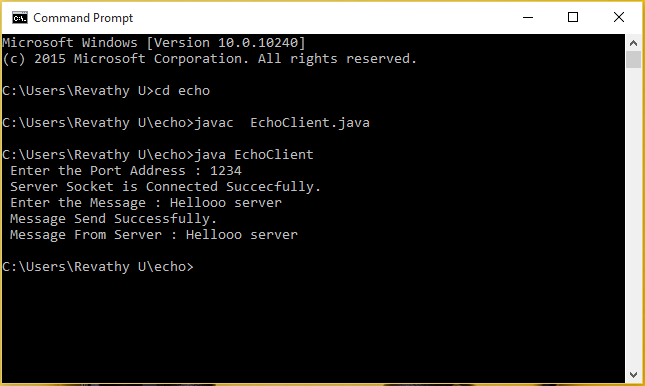 Command Prompt
Microsoft Windows [Version 10.0.10240]
(c) 2015 Microsoft Corporation. All rights reserved.
C:\Users\Revathy U>cd echo
C:\Users\Revathy U\echo>javac  EchoClient.java
C:\Users\Revathy U\echo>java EchoClient
Enter the Port Address : 1234
Server Socket is Connected Succecfully.
Enter the Message : Hellooo server
Message Send Successfully.
Message From Server : Hellooo server
C:\Users\Revathy U\echo>